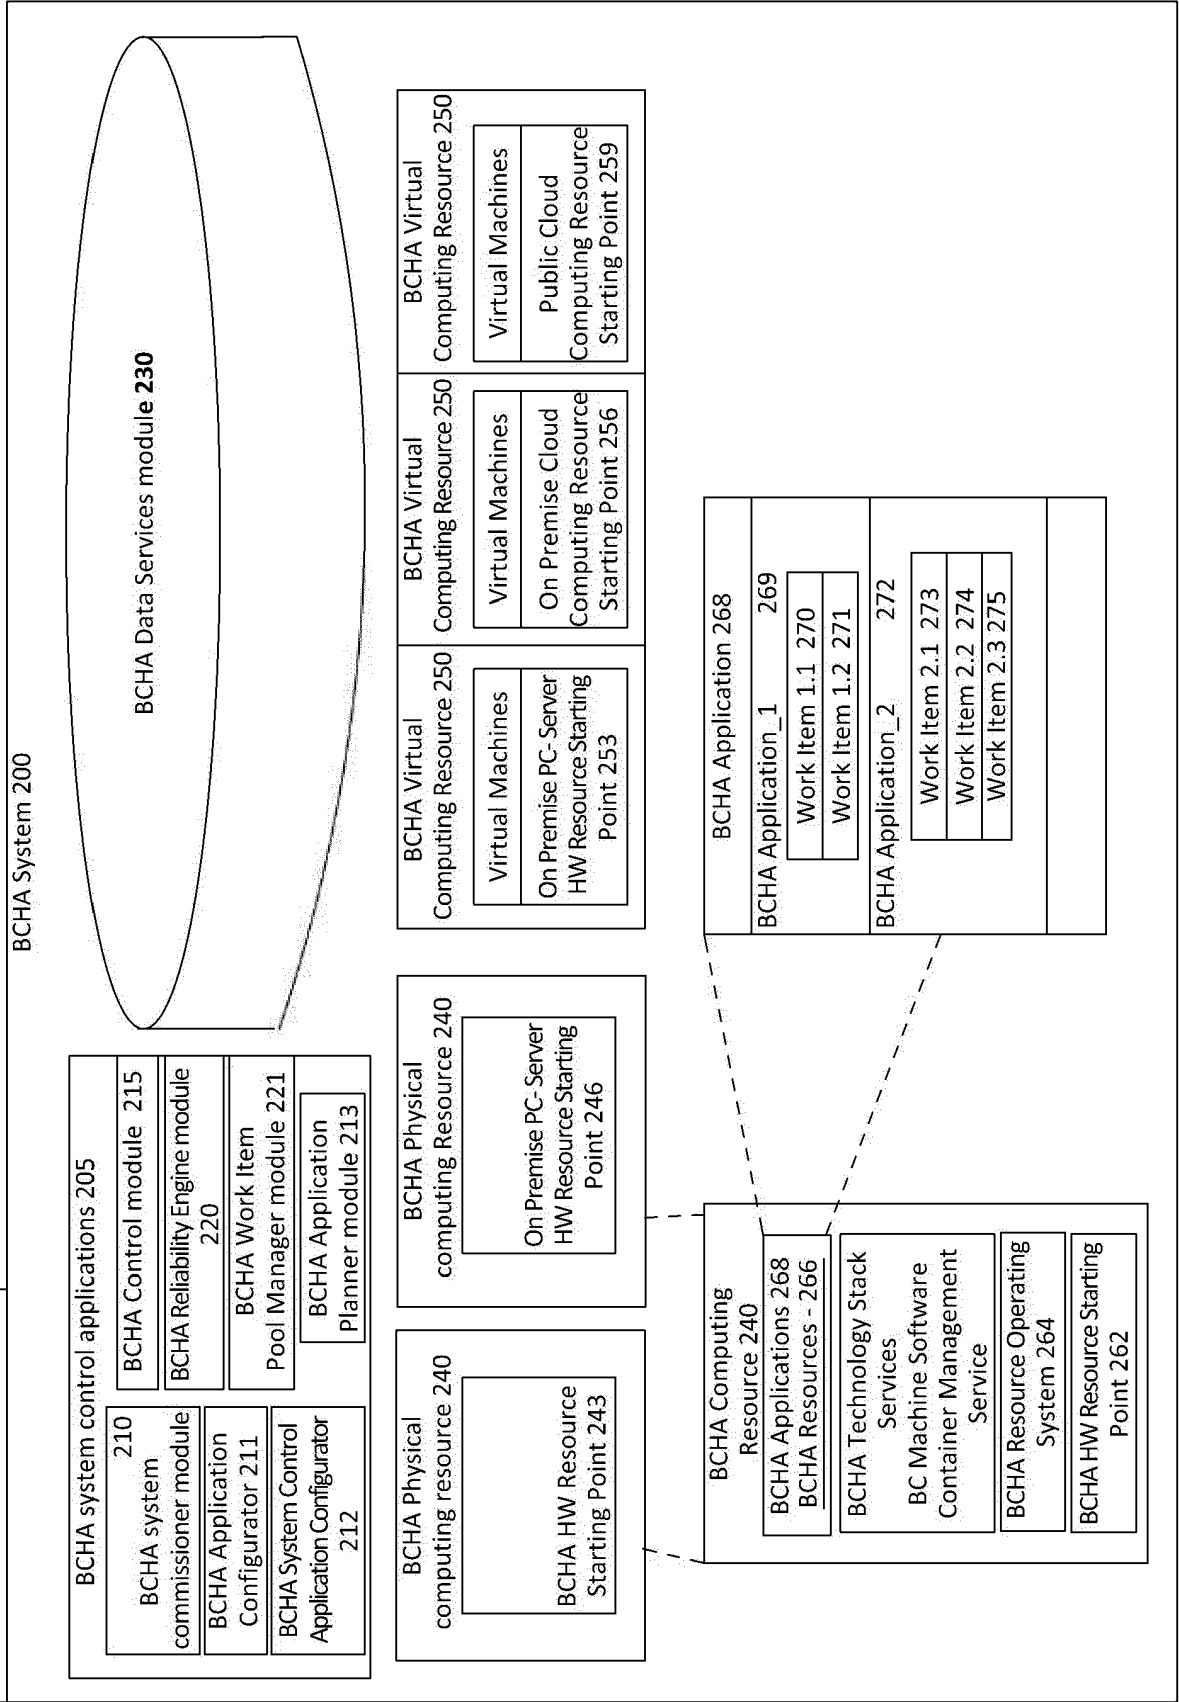 BCHA System 200
BCHA system control applications 205
210
BCHA system
commissioner module
BCHA Application
Configurator 211
BCHA System Control
Application Configurator
212
BCHA Control module 215
BCHA Reliability Engine module
220
BCHA Work Item
Pool Manager module 221
BCHA Application
Planner module 213
BCHA Data Services module 230
BCHA Physical
computing resource 240
BCHA HW Resource
Starting Point 243
BCHA Physical
computing Resource 240
On Premise PC- Server
HW Resource Starting
Point 246
BCHA Virtual
Computing Resource 250
Virtual Machines
On Premise PC- Server
HW Resource Starting
Point 253
BCHA Virtual
Computing Resource 250
Virtual Machines
On Premise Cloud
Computing Resource
Starting Point 256
BCHA Virtual
Computing Resource 250
Virtual Machines
Public Cloud
Computing Resource
Starting Point 259
BCHA Computing
Resource 240
BCHA Applications 268
BCHA Resources - 266
BCHA Technology Stack
Services
BC Machine Software
Container Management
Service
BCHA Resource Operating
System 264
BCHA HW Resource Starting
Point 262
BCHA Application 268
BCHA Application_1 269
Work Item 1.1 270
Work Item 1.2 271
BCHA Application_2 272
Work Item 2.1 273
Work Item 2.2 274
Work Item 2.3 275